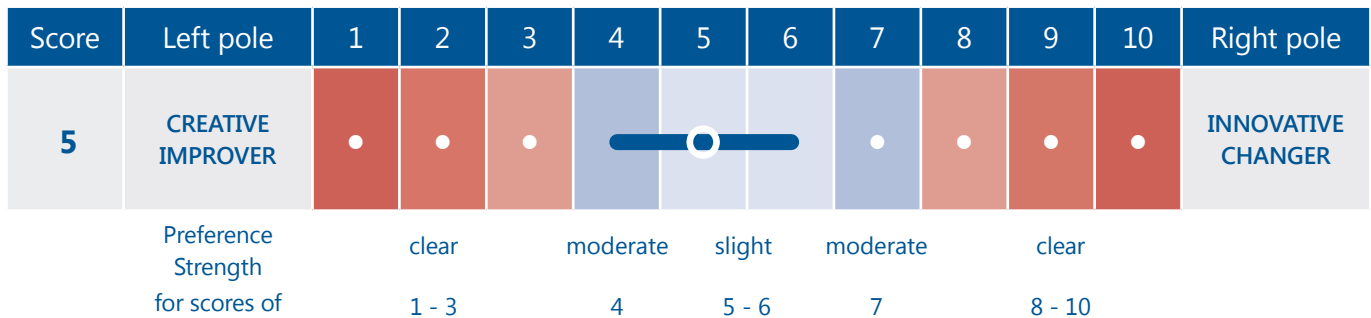 Score Left pole 1 2 3 4 5 6 7 8 9 10 Right pole
5 CREATIVE IMPROVER INNOVATIVE CHANGER
Preference Strength clear moderate slight moderate clear
for scores of 1 - 3 4 5 - 6 7 8 - 10